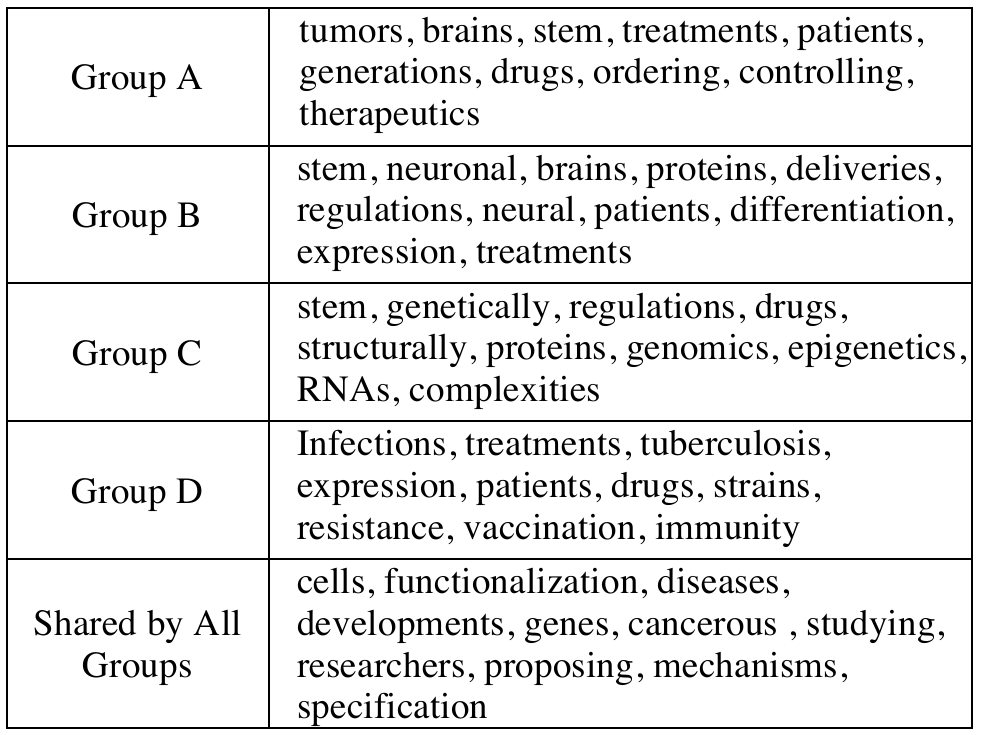 Group A
tumors, brains, stem, treatments, patients,
generations, drugs, ordering, controlling,
therapeutics
Group B
stem, neuronal, brains, proteins, deliveries,
regulations, neural, patients, differentiation,
expression, treatments
Group C
stem, genetically, regulations, drugs,
structurally, proteins, genomics, epigenetics,
RNAs, complexities
Group D
Infections, treatments, tuberculosis,
expression, patients, drugs, strains,
resistance, vaccination, immunity
Shared by All
Groups
cells, functionalization, diseases,
developments, genes, cancerous , studying,
researchers, proposing, mechanisms,
specification